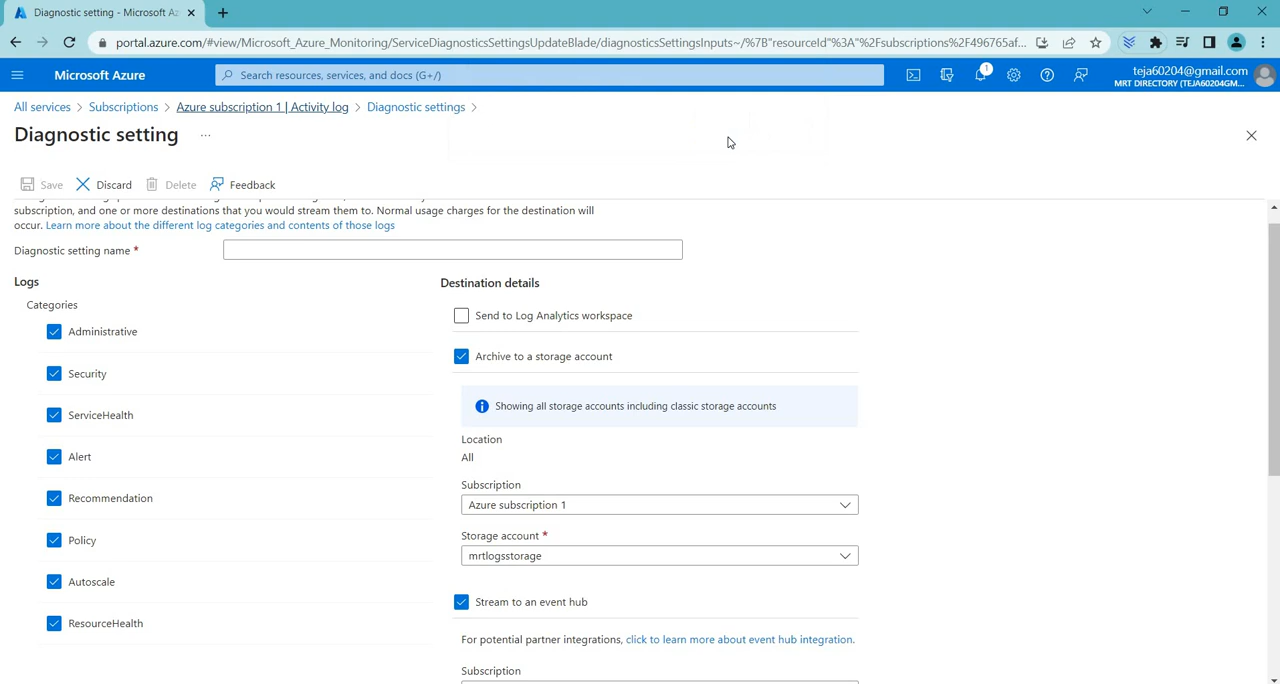 Diagnostic setting - Microsoft Az
portal.azure.com/#view/Microsoft_Azure_Monitoring/ServiceDiagnosticsSettingsUpdateBlade/diagnosticsSettingsInputs~/%7B"resourceId"%3A"%2Fsubscriptions%2F496765af...
Microsoft Azure
Search resources, services, and docs (G+/)
1
teja60204@gmail.com
MRT DIRECTORY (TEJA60204GM...
All services > Subscriptions > Azure subscription 1 | Activity log > Diagnostic settings >
Diagnostic setting ...
Save Discard Delete Feedback
subscription, and one or more destinations that you would stream them to. Normal usage charges for the destination will
occur. Learn more about the different log categories and contents of those logs
Diagnostic setting name *
Logs
Categories
Administrative
Security
ServiceHealth
Alert
Recommendation
Policy
Autoscale
ResourceHealth
Destination details
Send to Log Analytics workspace
Archive to a storage account
Showing all storage accounts including classic storage accounts
Location
All
Subscription
Azure subscription 1
Storage account *
mrtlogsstorage
Stream to an event hub
For potential partner integrations, click to learn more about event hub integration.
Subscription